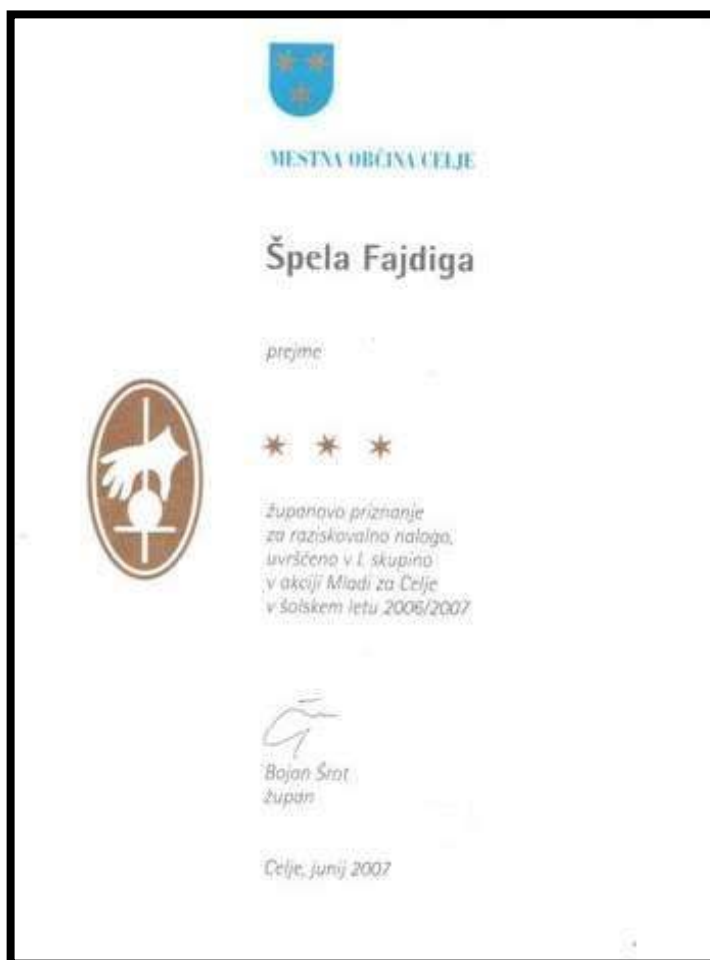 MESTNA OBČINA CELJE
Špela Fajdiga
prejme
županovo priznanje
za raziskovalno nalogo,
uvrščeno v I. skupino
v akciji Mladi za Celje
v šolskem letu 2006/2007
Bojan Šrot
župan
Celje, junij 2007